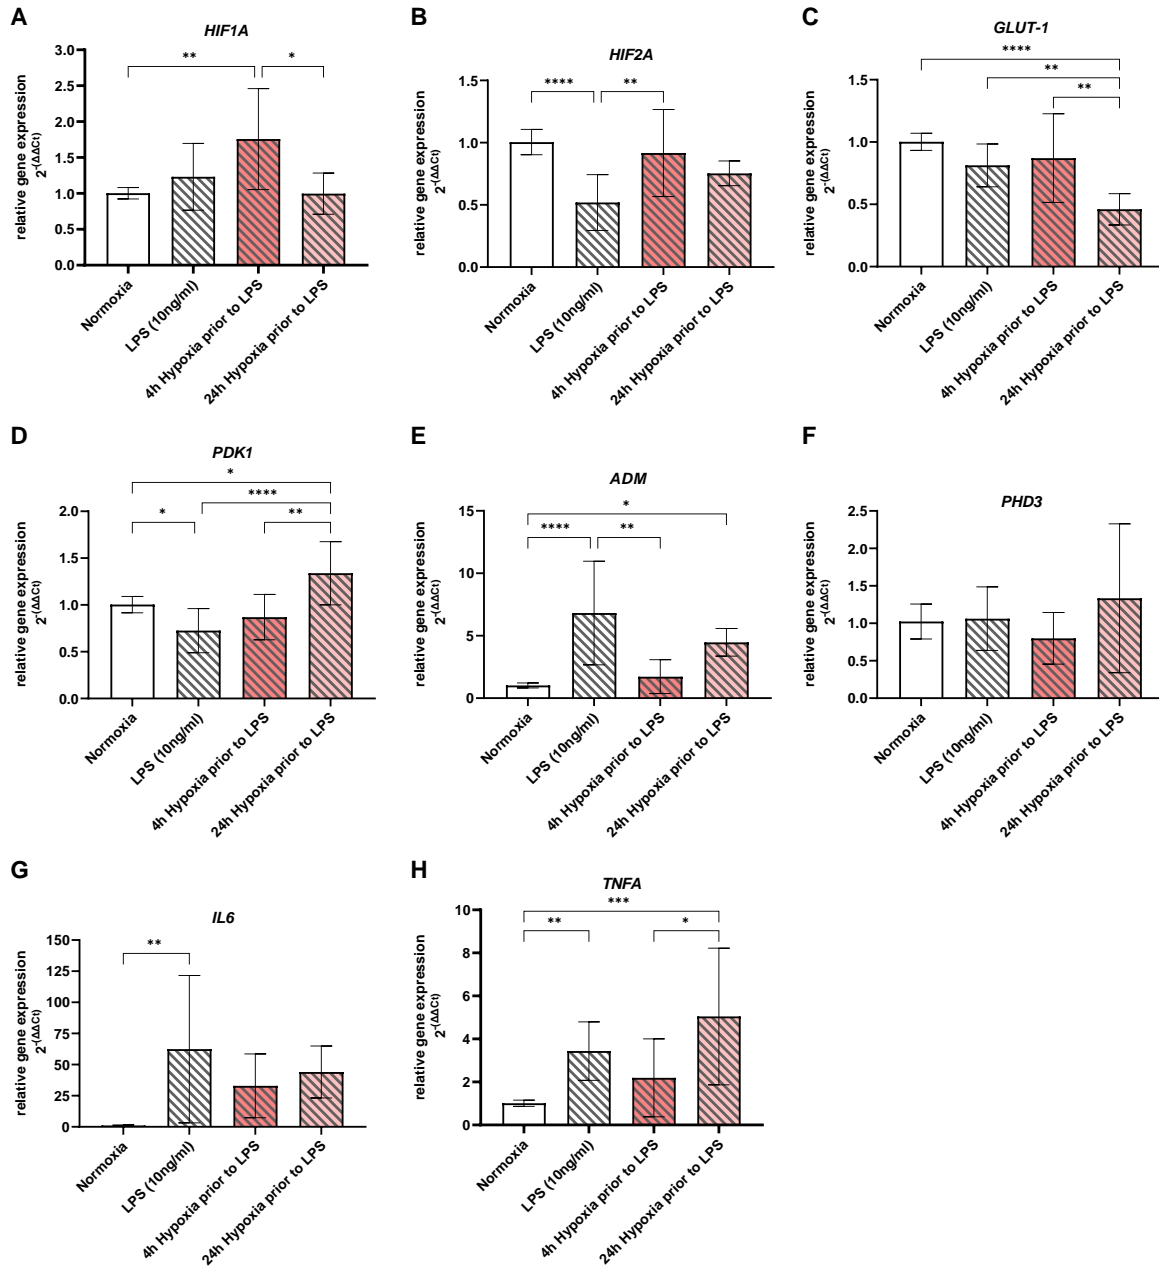 A
HIF1A
** *
3.0
2.5
2.0
1.5
1.0
0.5
0.0
relative gene expression
2-(ΔΔCt)
Normoxia
LPS (10ng/ml)
4h Hypoxia prior to LPS
24h Hypoxia prior to LPS
B
HIF2A
**** **
1.5
1.0
0.5
0.0
relative gene expression
2-(ΔΔCt)
Normoxia
LPS (10ng/ml)
4h Hypoxia prior to LPS
24h Hypoxia prior to LPS
C
GLUT-1
****
**
**
1.5
1.0
0.5
0.0
relative gene expression
2-(ΔΔCt)
Normoxia
LPS (10ng/ml)
4h Hypoxia prior to LPS
24h Hypoxia prior to LPS
D
PDK1
*
****
* **
2.0
1.5
1.0
0.5
0.0
relative gene expression
2-(ΔΔCt)
Normoxia
LPS (10ng/ml)
4h Hypoxia prior to LPS
24h Hypoxia prior to LPS
E
ADM
*
**** **
15
10
5
0
relative gene expression
2-(ΔΔCt)
Normoxia
LPS (10ng/ml)
4h Hypoxia prior to LPS
24h Hypoxia prior to LPS
F
PHD3
2.5
2.0
1.5
1.0
0.5
0.0
relative gene expression
2-(ΔΔCt)
Normoxia
LPS (10ng/ml)
4h Hypoxia prior to LPS
24h Hypoxia prior to LPS
G
IL6
**
150
125
100
75
50
25
0
relative gene expression
2-(ΔΔCt)
Normoxia
LPS (10ng/ml)
4h Hypoxia prior to LPS
24h Hypoxia prior to LPS
H
TNFA
***
** *
10
8
6
4
2
0
relative gene expression
2-(ΔΔCt)
Normoxia
LPS (10ng/ml)
4h Hypoxia prior to LPS
24h Hypoxia prior to LPS